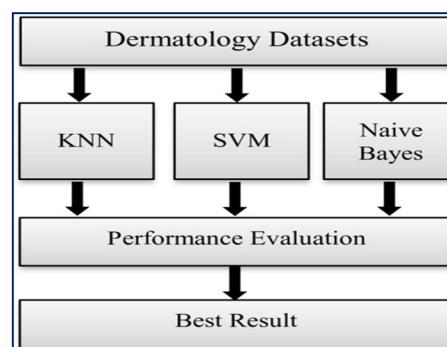 Dermatology Datasets
KNN
SVM
Naive
Bayes
Performance Evaluation
Best Result